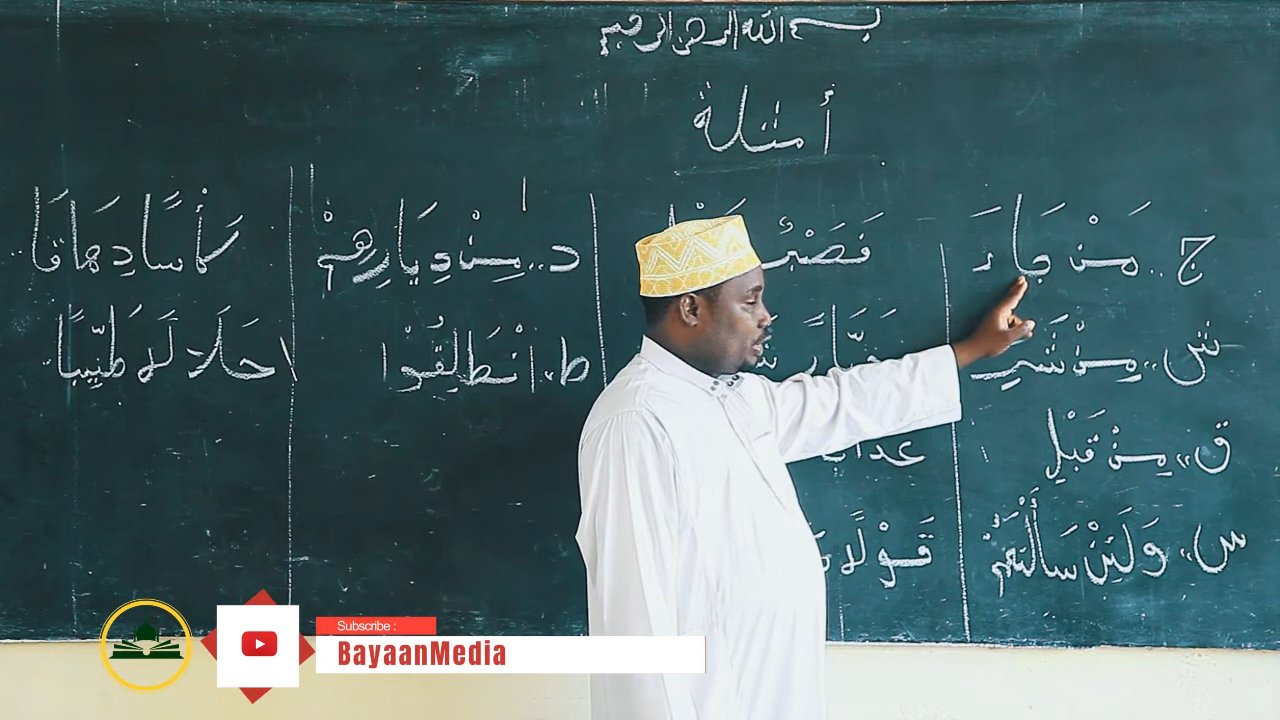 بسم الله الرحمن الرحيم
أمثلة
ج.. مَنْ جَاءَ
فَصَبْرٌ
د.. مِنْ دِيَارِهِمْ
كَأْسًا دِهَاقًا
ش.. مِنْ شَيْ
ط.. انْطَلِقُوا
حَلَالًا طَيِّبًا
ق.. مِنْ قَبْلِ
عذاب
س.. وَلَئِنْ سَأَلْتَهُمْ
قَوْلًا
Subscribe :
BayaanMedia